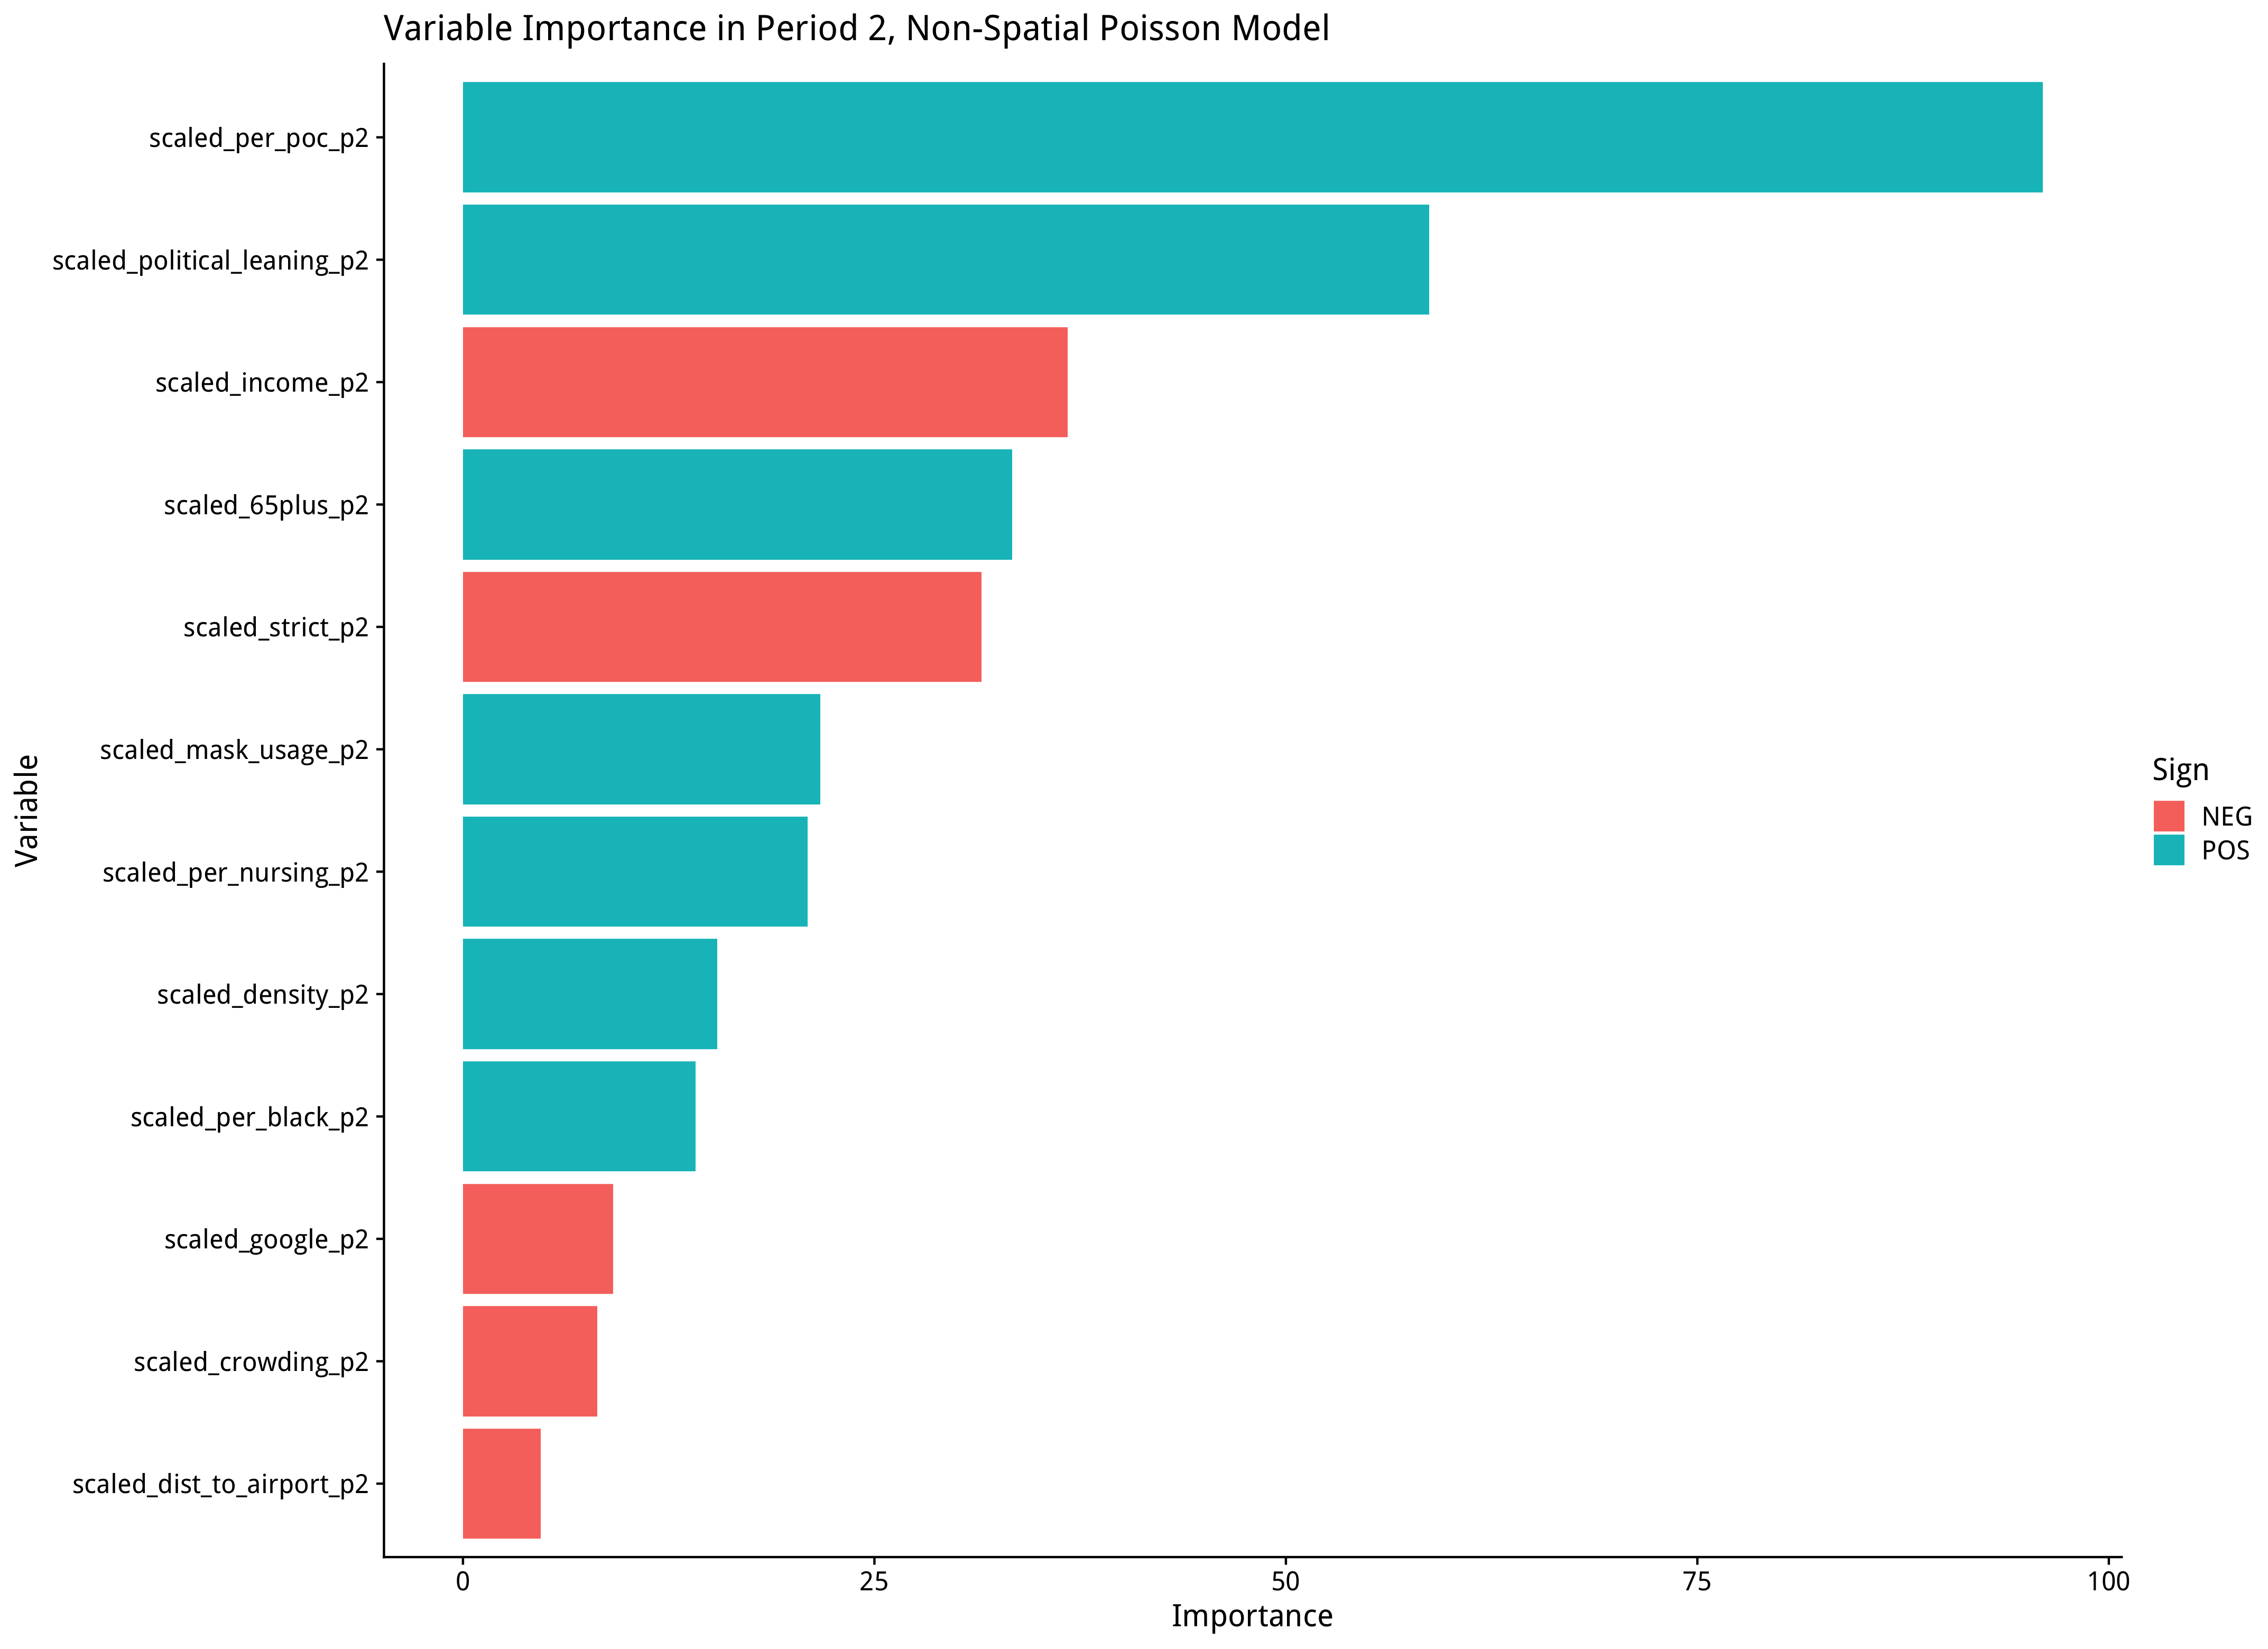 Variable Importance in Period 2, Non-Spatial Poisson Model
scaled_per_poc_p2
scaled_political_leaning_p2
scaled_income_p2
scaled_65plus_p2
scaled_strict_p2
scaled_mask_usage_p2
scaled_per_nursing_p2
scaled_density_p2
scaled_per_black_p2
scaled_google_p2
scaled_crowding_p2
scaled_dist_to_airport_p2
Variable
0 25 50 75 100
Importance
Sign
NEG
POS